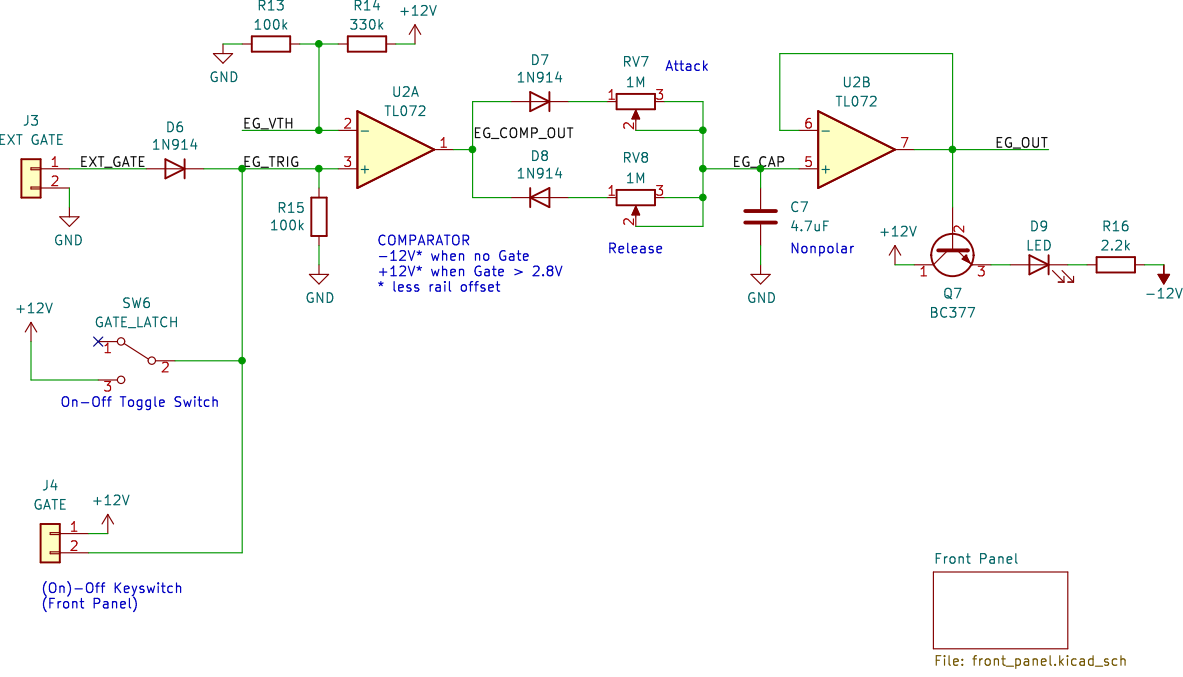 R13
100k
R14
330k
+12V
GND
D7
1N914
RV7
1M
Attack
1
3
2
U2A
TL072
EG_VTH
2
−
3
+
1
EG_COMP_OUT
U2B
TL072
6
−
5
+
7
EG_OUT
J3
EXT GATE
1
2
EXT_GATE
D6
1N914
EG_TRIG
GND
R15
100k
GND
D8
1N914
RV8
1M
1
3
2
Release
EG_CAP
C7
4.7uF
Nonpolar
GND
COMPARATOR
−12V* when no Gate
+12V* when Gate > 2.8V
* less rail offset
+12V
1
2
3
Q7
BC377
D9
LED
R16
2.2k
−12V
+12V
SW6
GATE_LATCH
1
2
3
On−Off Toggle Switch
J4
GATE
+12V
1
2
(On)−Off Keyswitch
(Front Panel)
Front Panel
File: front_panel.kicad_sch